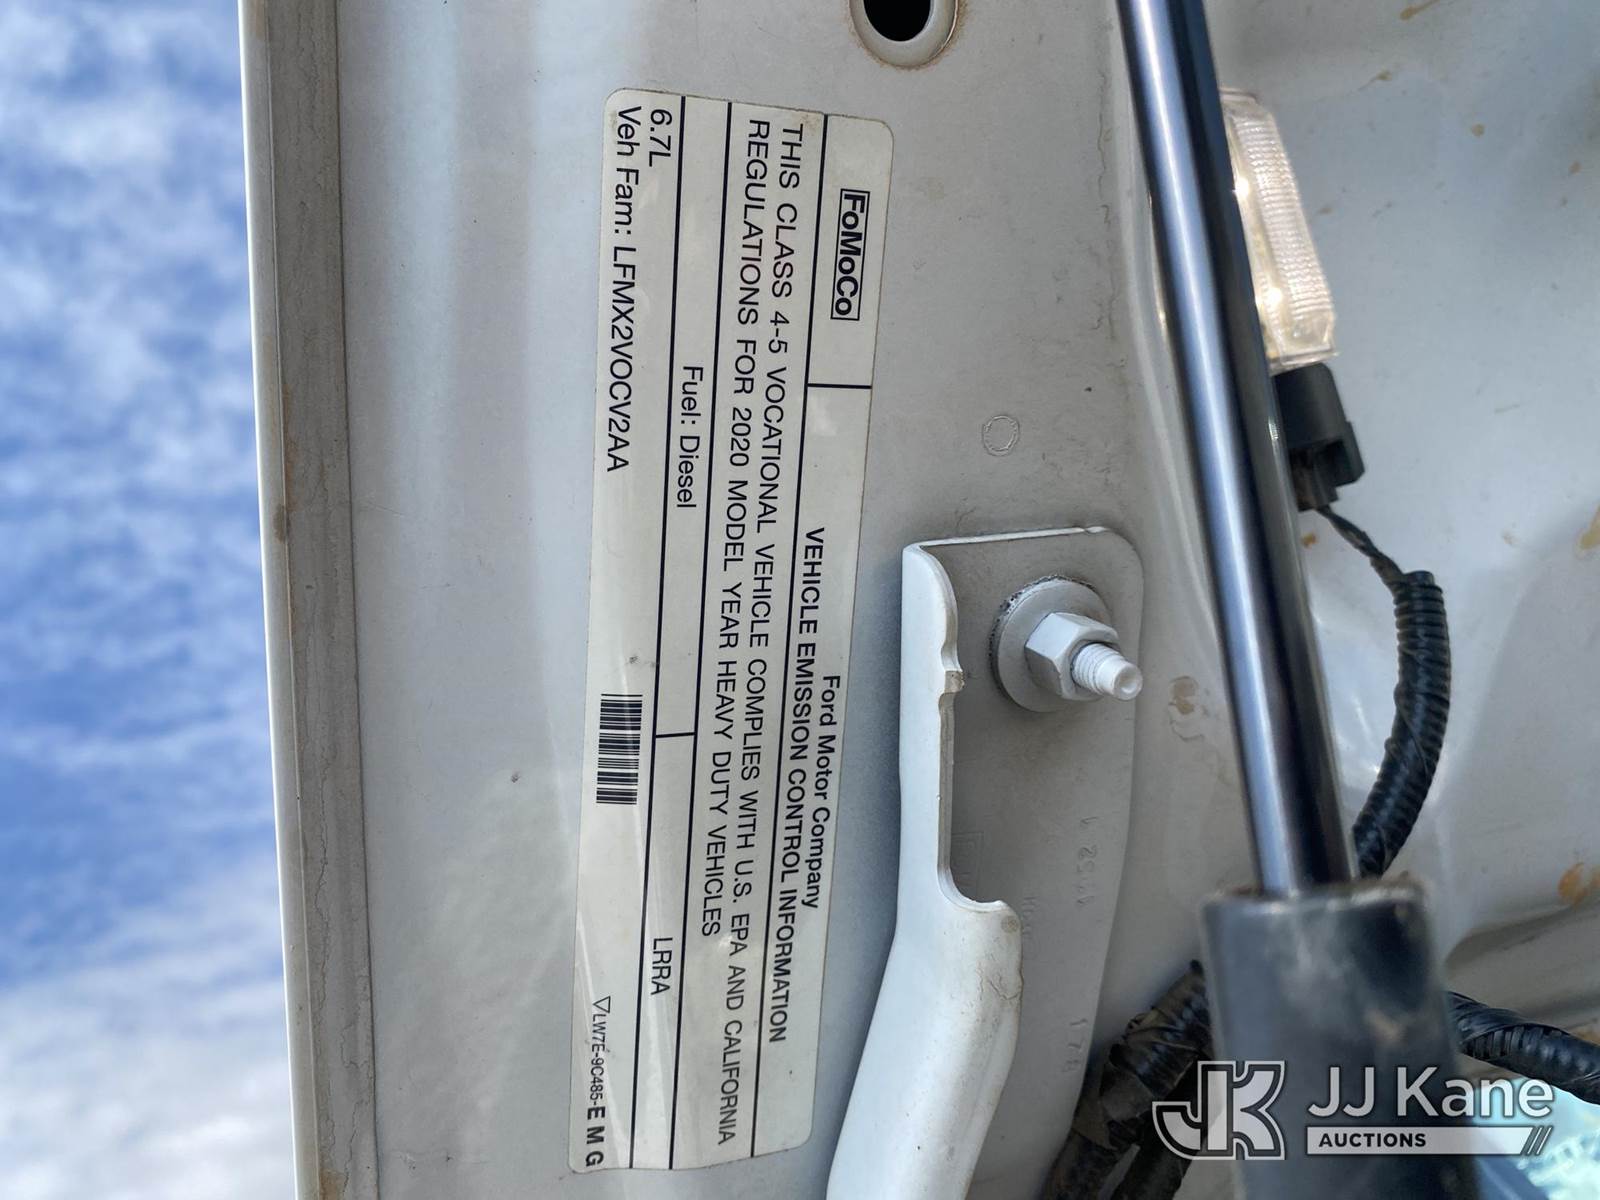 FoMoCo
Ford Motor Company
VEHICLE EMISSION CONTROL INFORMATION
THIS CLASS 4-5 VOCATIONAL VEHICLE COMPLIES WITH U.S. EPA AND CALIFORNIA
REGULATIONS FOR 2020 MODEL YEAR HEAVY DUTY VEHICLES
Fuel: Diesel
6.7L
LRRA
Veh Fam: LFMX2VOCV2AA
LW7E-9C485-E M G
JK JJ Kane
AUCTIONS